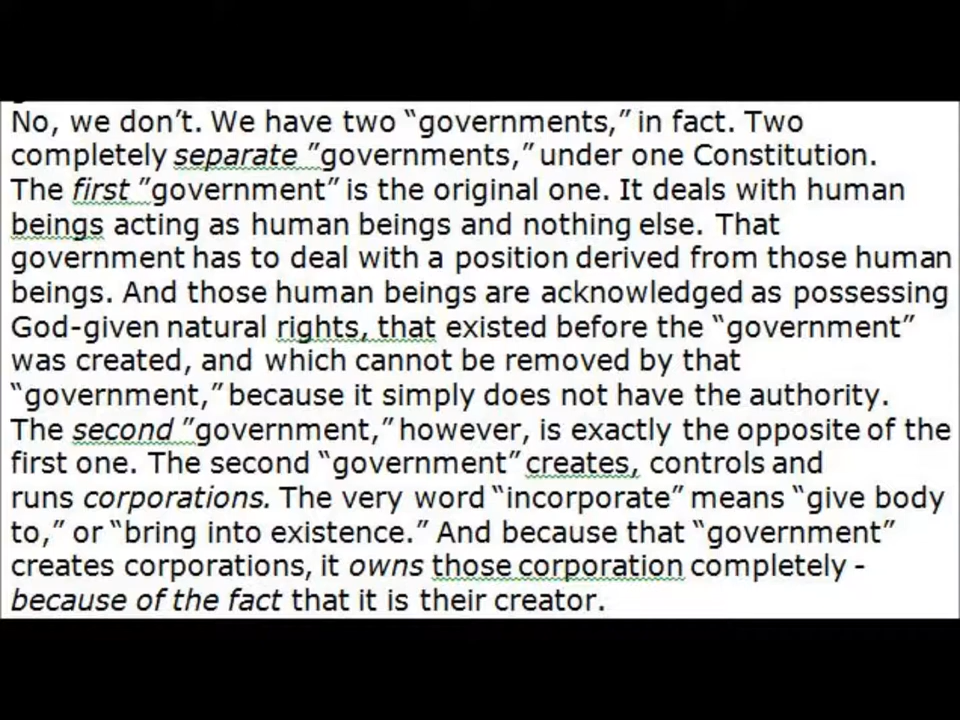 No, we don’t. We have two “governments,” in fact. Two
completely separate ”governments,” under one Constitution.
The first ”government” is the original one. It deals with human
beings acting as human beings and nothing else. That
government has to deal with a position derived from those human
beings. And those human beings are acknowledged as possessing
God-given natural rights, that existed before the “government”
was created, and which cannot be removed by that
“government,” because it simply does not have the authority.
The second ”government,” however, is exactly the opposite of the
first one. The second “government” creates, controls and
runs corporations. The very word “incorporate” means “give body
to,” or “bring into existence.” And because that “government”
creates corporations, it owns those corporation completely -
because of the fact that it is their creator.